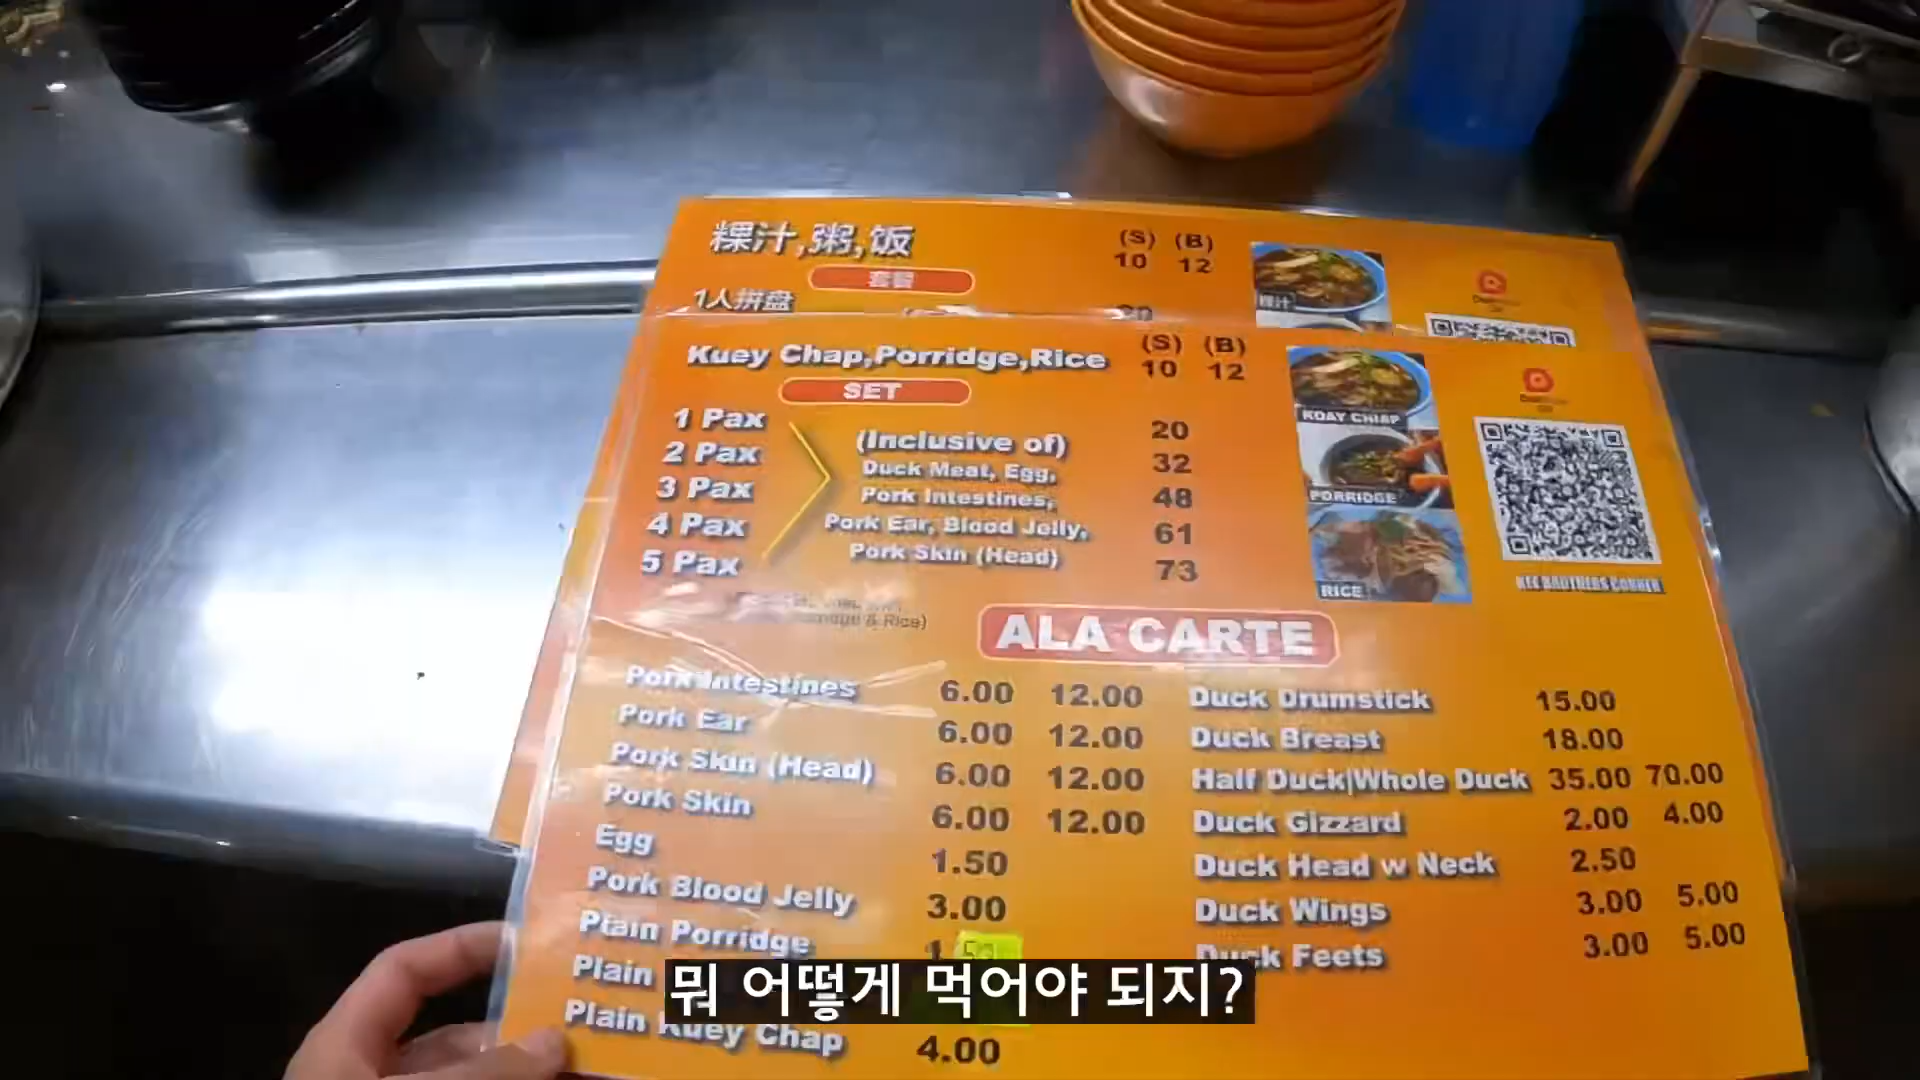 粿汁,粥,饭 (S) (B)
10 12
套餐
1人拼盘
粿汁
Kuey Chap,Porridge,Rice (S) (B)
10 12
SET
1 Pax 20
2 Pax 32
3 Pax 48
4 Pax 61
5 Pax 73
(Inclusive of)
Duck Meat, Egg,
Pork Intestines,
Pork Ear, Blood Jelly,
Pork Skin (Head)
& Rice)
KOAY CHIAP
PORRIDGE
RICE
ALA CARTE
Pork Intestines 6.00 12.00
Pork Ear 6.00 12.00
Pork Skin (Head) 6.00 12.00
Pork Skin 6.00 12.00
Egg 1.50
Pork Blood Jelly 3.00
Plain Porridge
Plain
Plain Kuey Chap 4.00
Duck Drumstick 15.00
Duck Breast 18.00
Half Duck|Whole Duck 35.00 70.00
Duck Gizzard 2.00 4.00
Duck Head w Neck 2.50
Duck Wings 3.00 5.00
Duck Feets 3.00 5.00
뭐 어떻게 먹어야 되지?